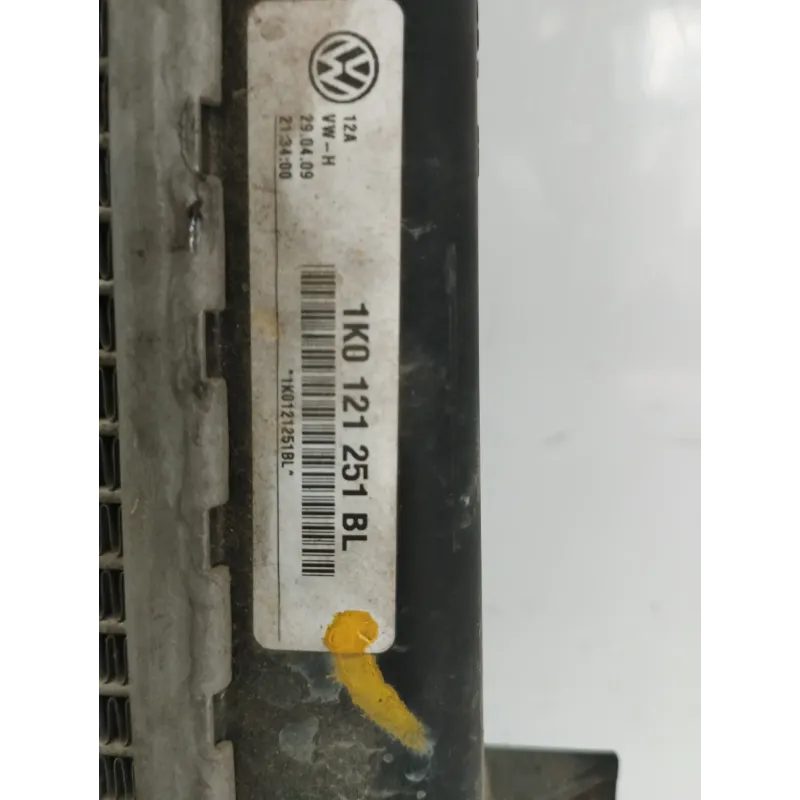 12A
VW-H
29.04.09
21:34:00
1K0 121 251 BL
*1K0121251BL*